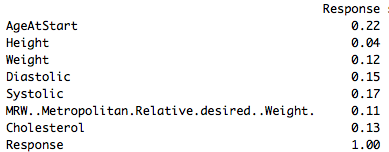 Response
AgeAtStart 0.22
Height 0.04
Weight 0.12
Diastolic 0.15
Systolic 0.17
MRW..Metropolitan.Relative.desired..Weight. 0.11
Cholesterol 0.13
Response 1.00